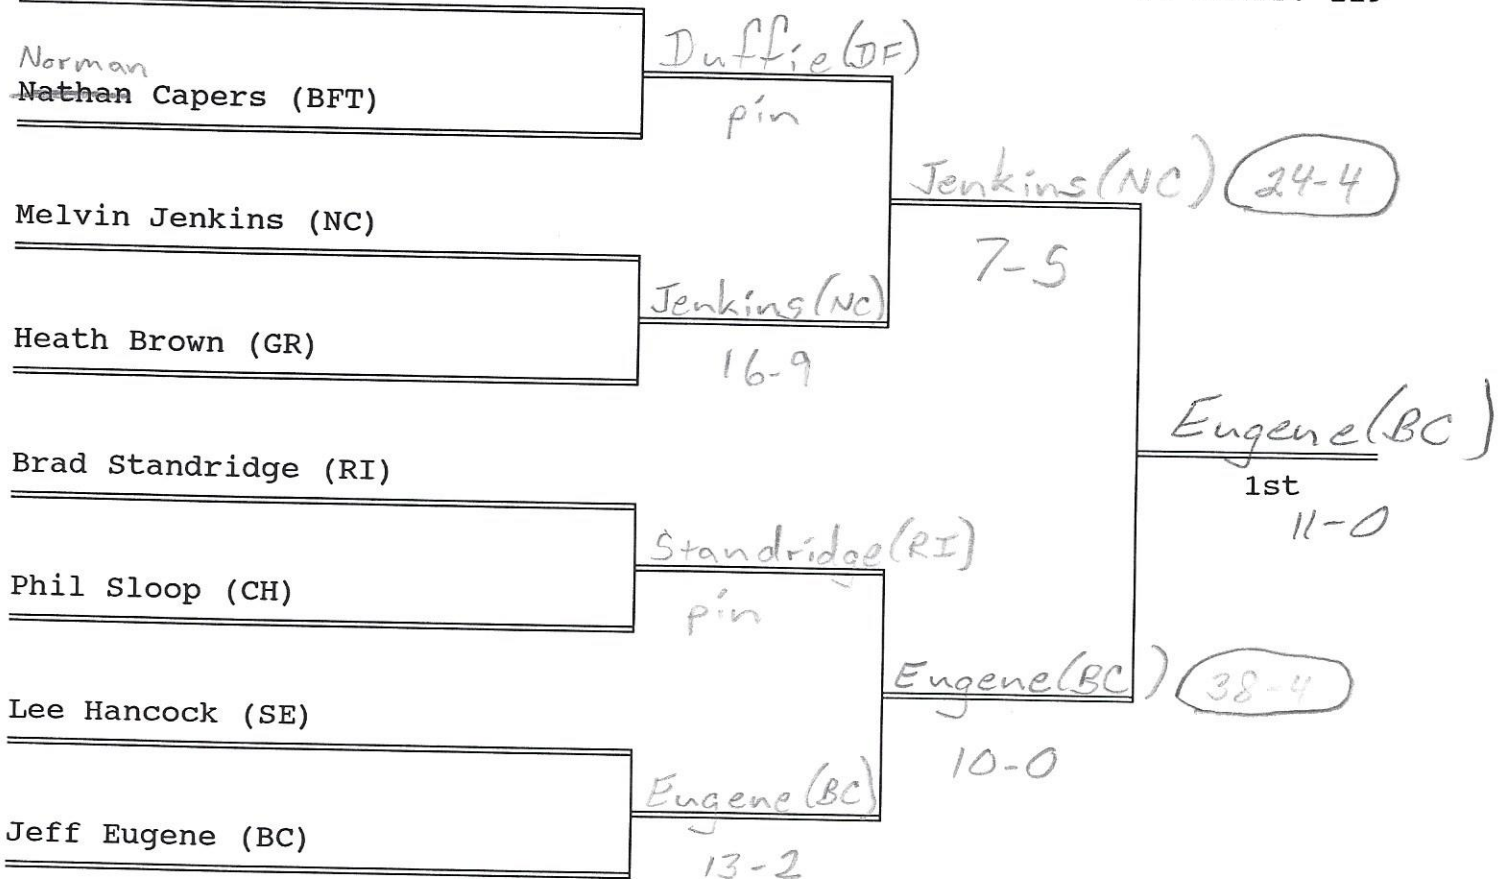 Norman
Nathan Capers (BFT)
Duffie (DF)
pin
Melvin Jenkins (NC)
Jenkins (NC) 24-4
7-5
Heath Brown (GR)
Jenkins (NC)
16-9
Brad Standridge (RI)
Eugene (BC)
1st
11-0
Phil Sloop (CH)
Standridge (RI)
pin
Lee Hancock (SE)
Eugene (BC) 38-4
10-0
Jeff Eugene (BC)
Eugene (BC)
13-2